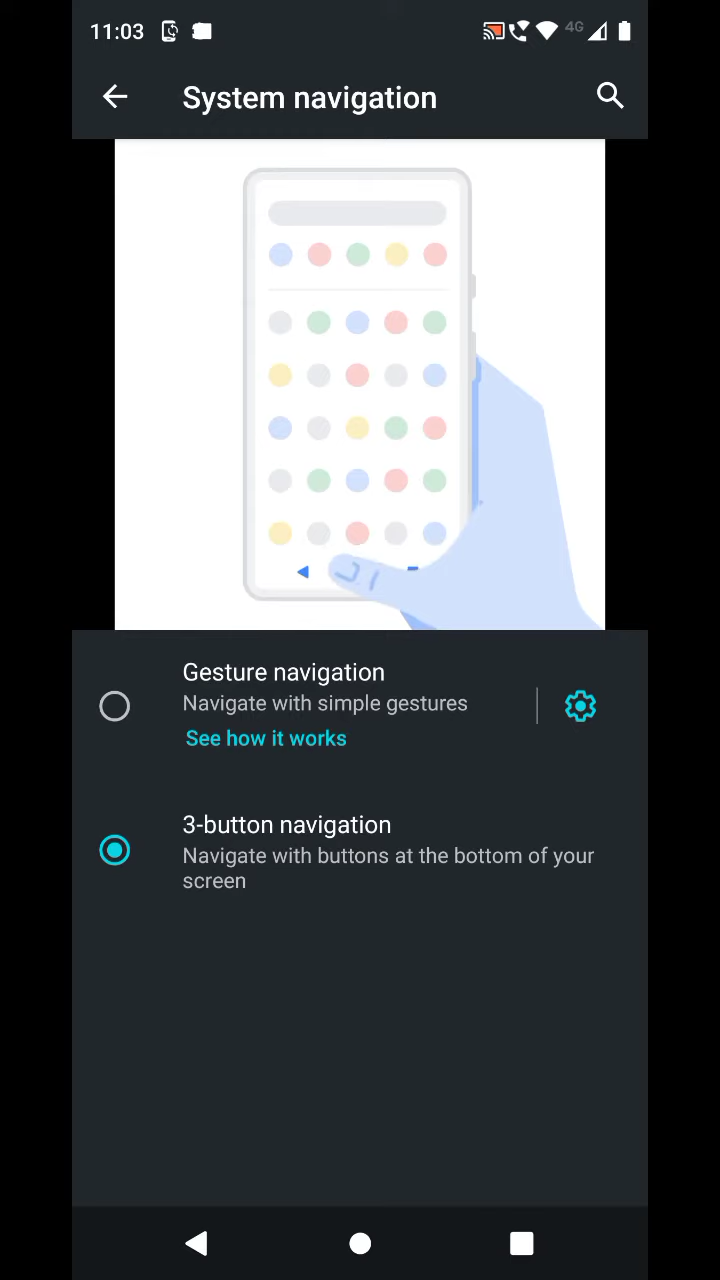 11:03
4G
System navigation
Gesture navigation
Navigate with simple gestures
See how it works
3-button navigation
Navigate with buttons at the bottom of your
screen